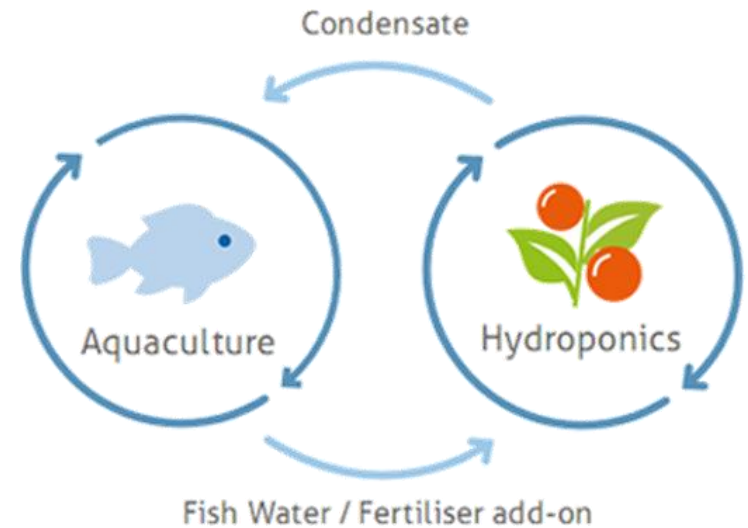 Condensate
Aquaculture
Hydroponics
Fish Water / Fertiliser add-on